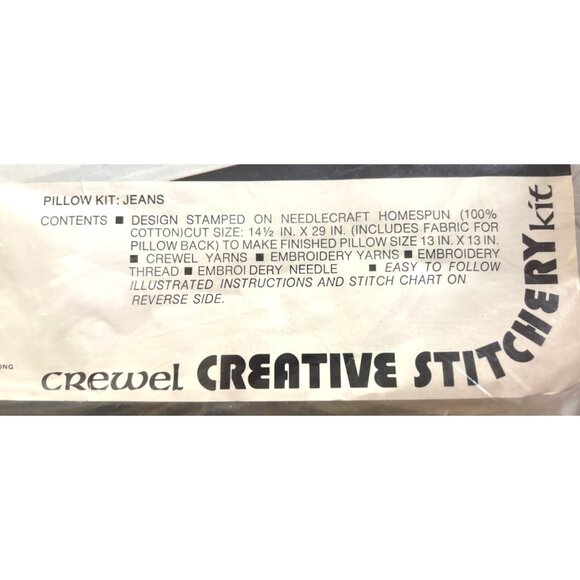 PILLOW KIT: JEANS
CONTENTS ■ DESIGN STAMPED ON NEEDLECRAFT HOMESPUN (100%
COTTON)CUT SIZE: 14½ IN. X 29 IN. (INCLUDES FABRIC FOR
PILLOW BACK) TO MAKE FINISHED PILLOW SIZE 13 IN. X 13 IN.
■ CREWEL YARNS ■ EMBROIDERY YARNS ■ EMBROIDERY
THREAD ■ EMBROIDERY NEEDLE ■ EASY TO FOLLOW
ILLUSTRATED INSTRUCTIONS AND STITCH CHART ON
REVERSE SIDE.
ONG
crewel CREATIVE STITCHERY kit